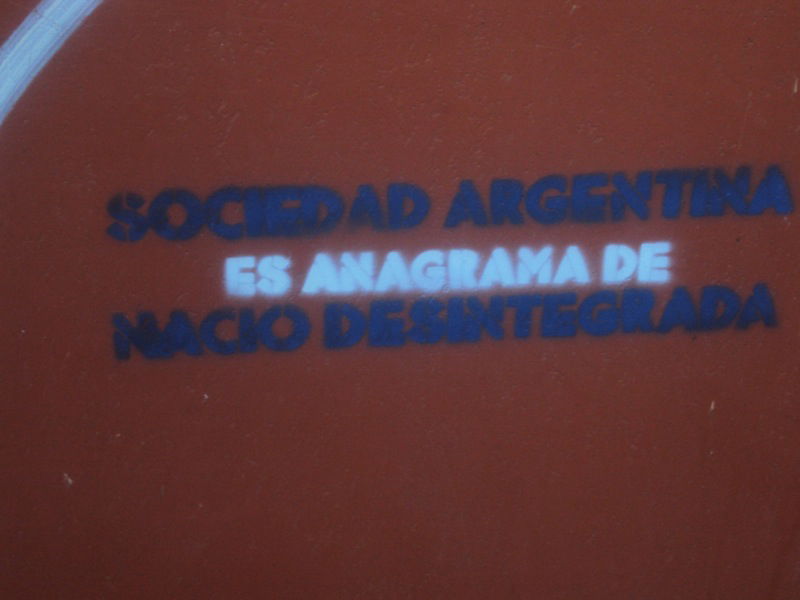 SOCIEDAD ARGENTINA
ES ANAGRAMA DE
NACIO DESINTEGRADA